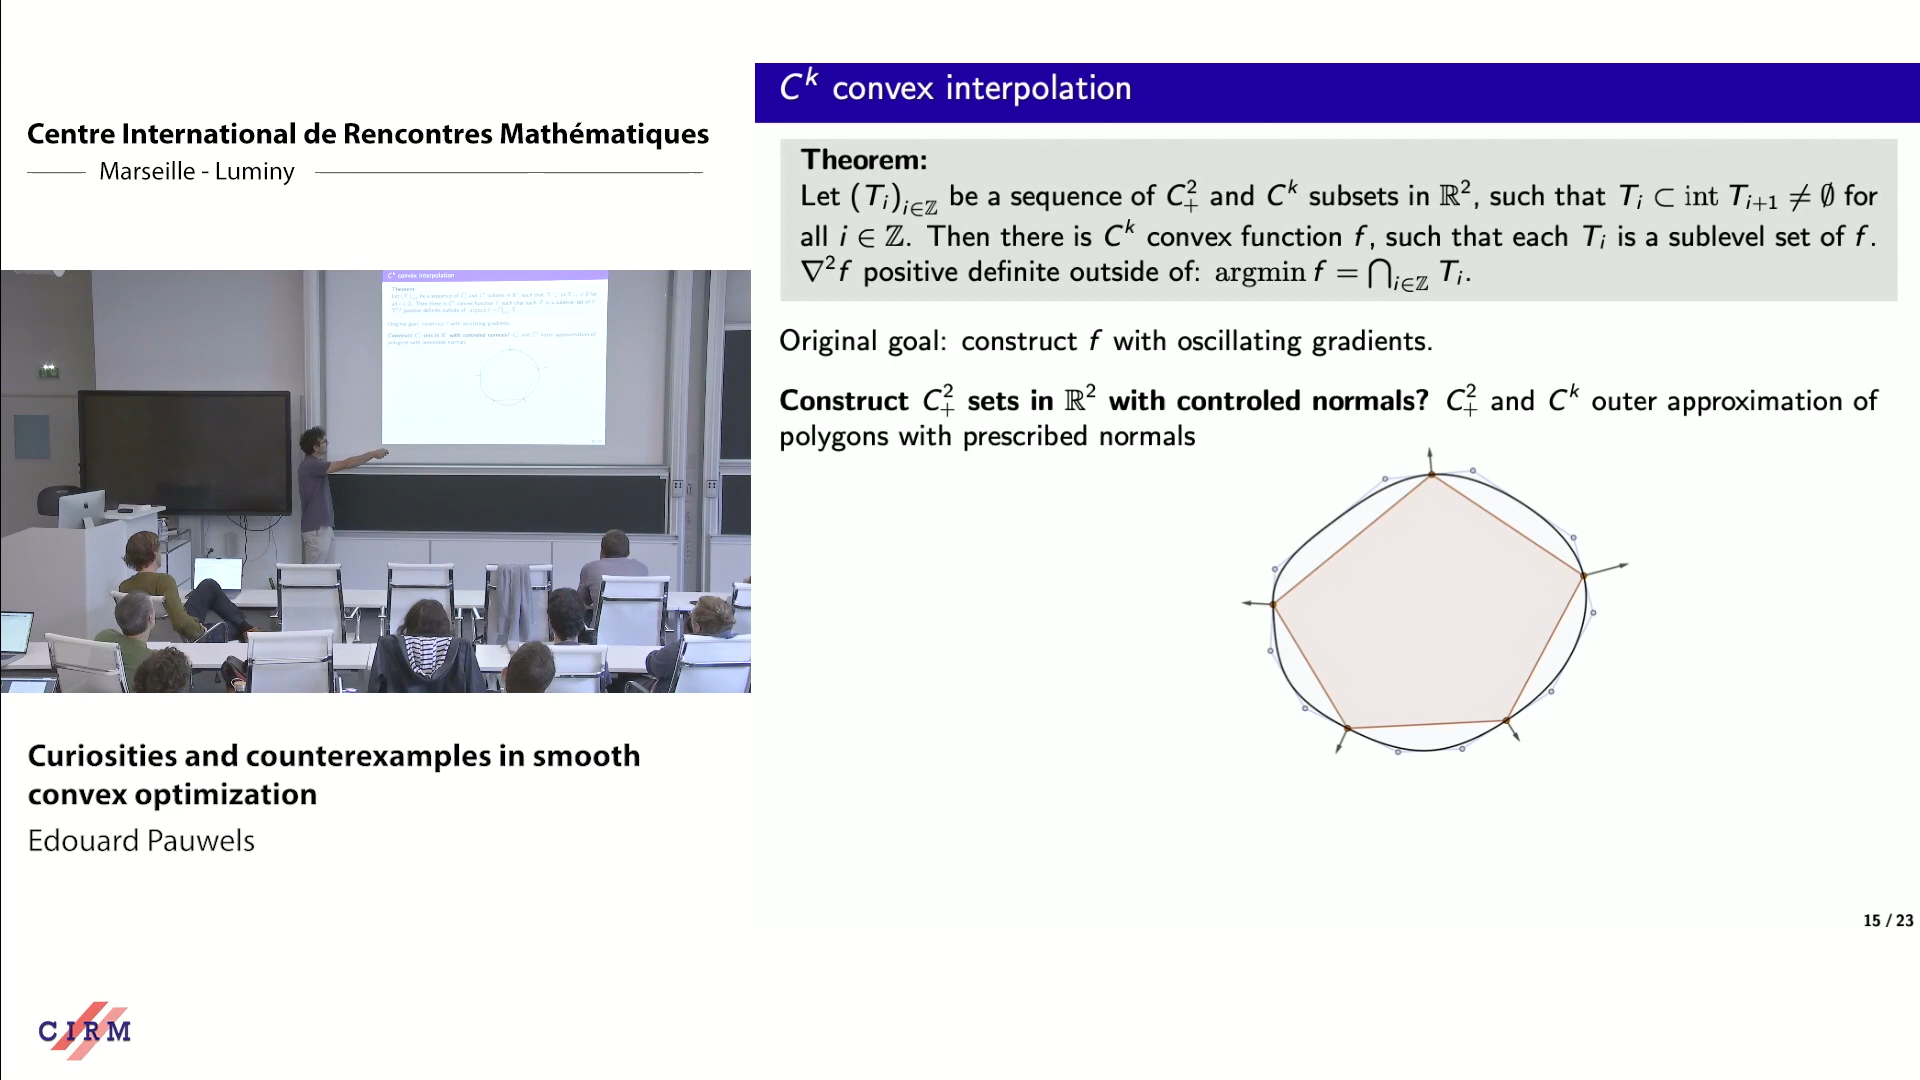 Centre International de Rencontres Mathématiques
Marseille - Luminy
Curiosities and counterexamples in smooth
convex optimization
Edouard Pauwels
CIRM
C^k convex interpolation
Theorem:
Let (T_i)_{i∈ℤ} be a sequence of C^2_+ and C^k subsets in ℝ^2, such that T_i ⊂ int T_{i+1} ≠ ∅ for
all i ∈ ℤ. Then there is C^k convex function f, such that each T_i is a sublevel set of f.
∇^2 f positive definite outside of: argmin f = ⋂_{i∈ℤ} T_i.
Original goal: construct f with oscillating gradients.
Construct C^2_+ sets in ℝ^2 with controled normals? C^2_+ and C^k outer approximation of
polygons with prescribed normals
15 / 23